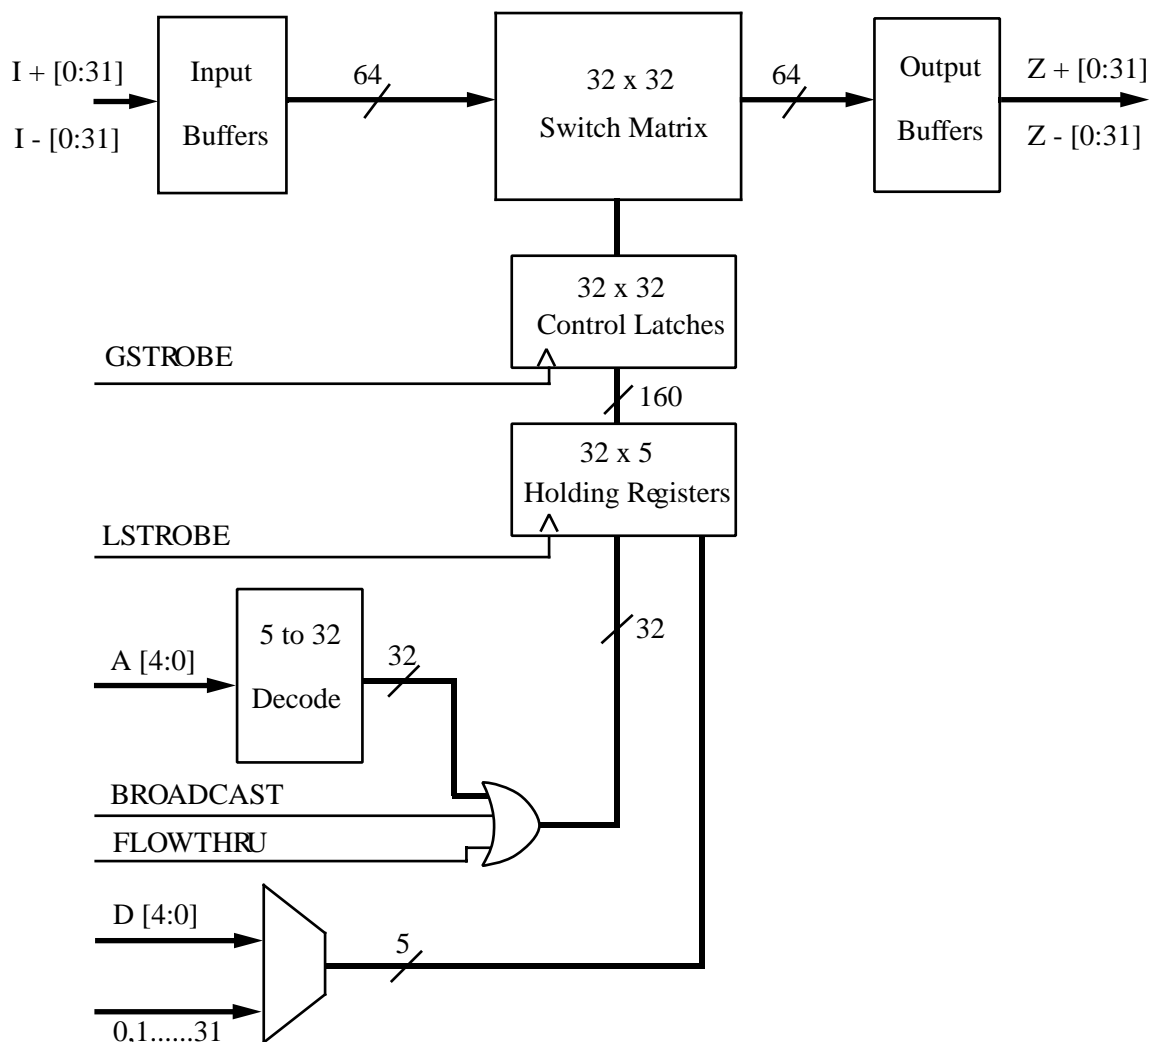 I + [0:31]
I - [0:31]
Input
Buffers
64
32 x 32
Switch Matrix
64
Output
Buffers
Z + [0:31]
Z - [0:31]
32 x 32
Control Latches
GSTROBE
160
32 x 5
Holding Registers
LSTROBE
5 to 32
Decode
A [4:0]
32
32
BROADCAST
FLOWTHRU
D [4:0]
5
0,1......31